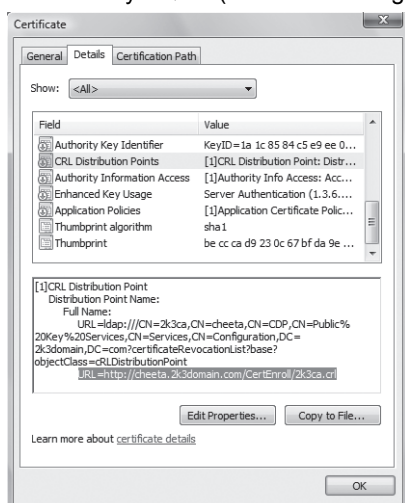 Certificate
General Details Certification Path
Show: <All>
Field Value
Authority Key Identifier KeyID=1a 1c 85 84 c5 e9 ee 0...
CRL Distribution Points [1]CRL Distribution Point: Distr...
Authority Information Access [1]Authority Info Access: Acc...
Enhanced Key Usage Server Authentication (1.3.6....
Application Policies [1]Application Certificate Polic...
Thumbprint algorithm sha1
Thumbprint be cc ca d9 23 0c 67 bf da 9e ...
[1]CRL Distribution Point
Distribution Point Name:
Full Name:
URL=ldap:///CN=2k3ca,CN=cheeta,CN=CDP,CN=Public%
20Key%20Services,CN=Services,CN=Configuration,DC=
2k3domain,DC=com?certificateRevocationList?base?
objectClass=cRLDistributionPoint
URL=http://cheeta.2k3domain.com/CertEnroll/2k3ca.crl
Edit Properties... Copy to File...
Learn more about certificate details
OK